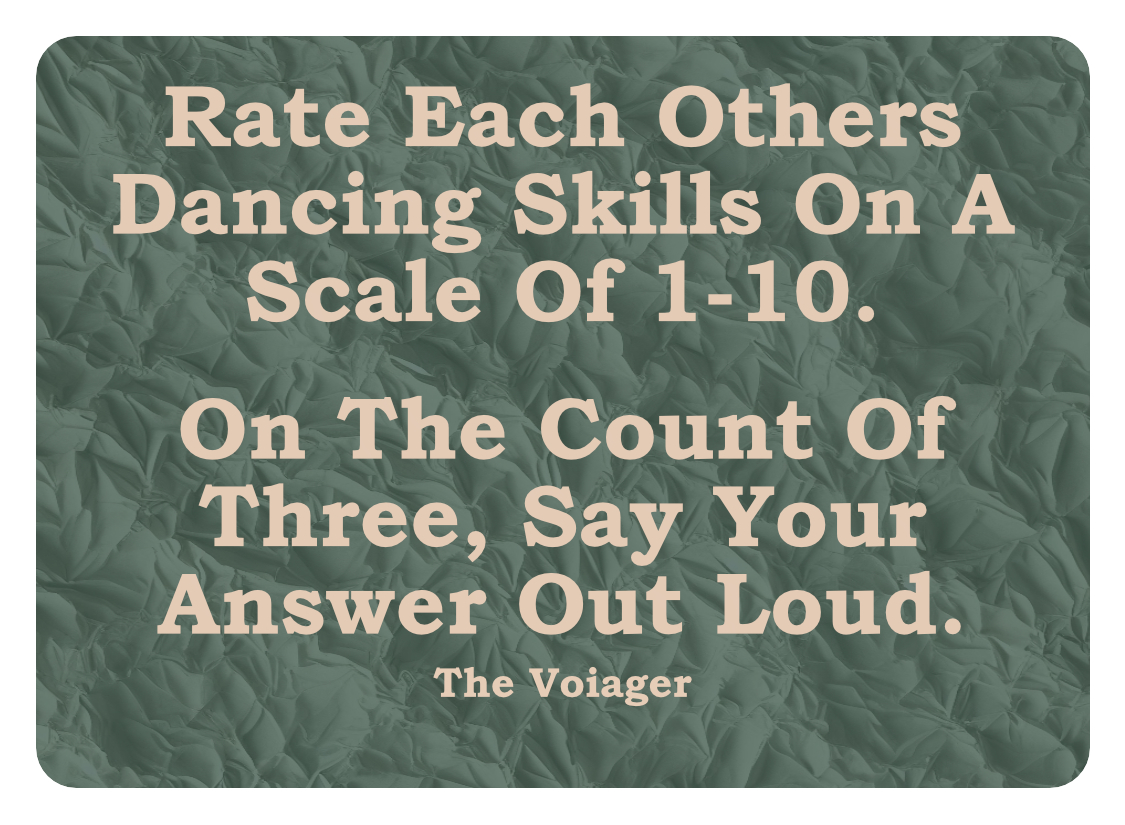 Rate Each Others
Dancing Skills On A
Scale Of 1-10.
On The Count Of
Three, Say Your
Answer Out Loud.
The Voiager